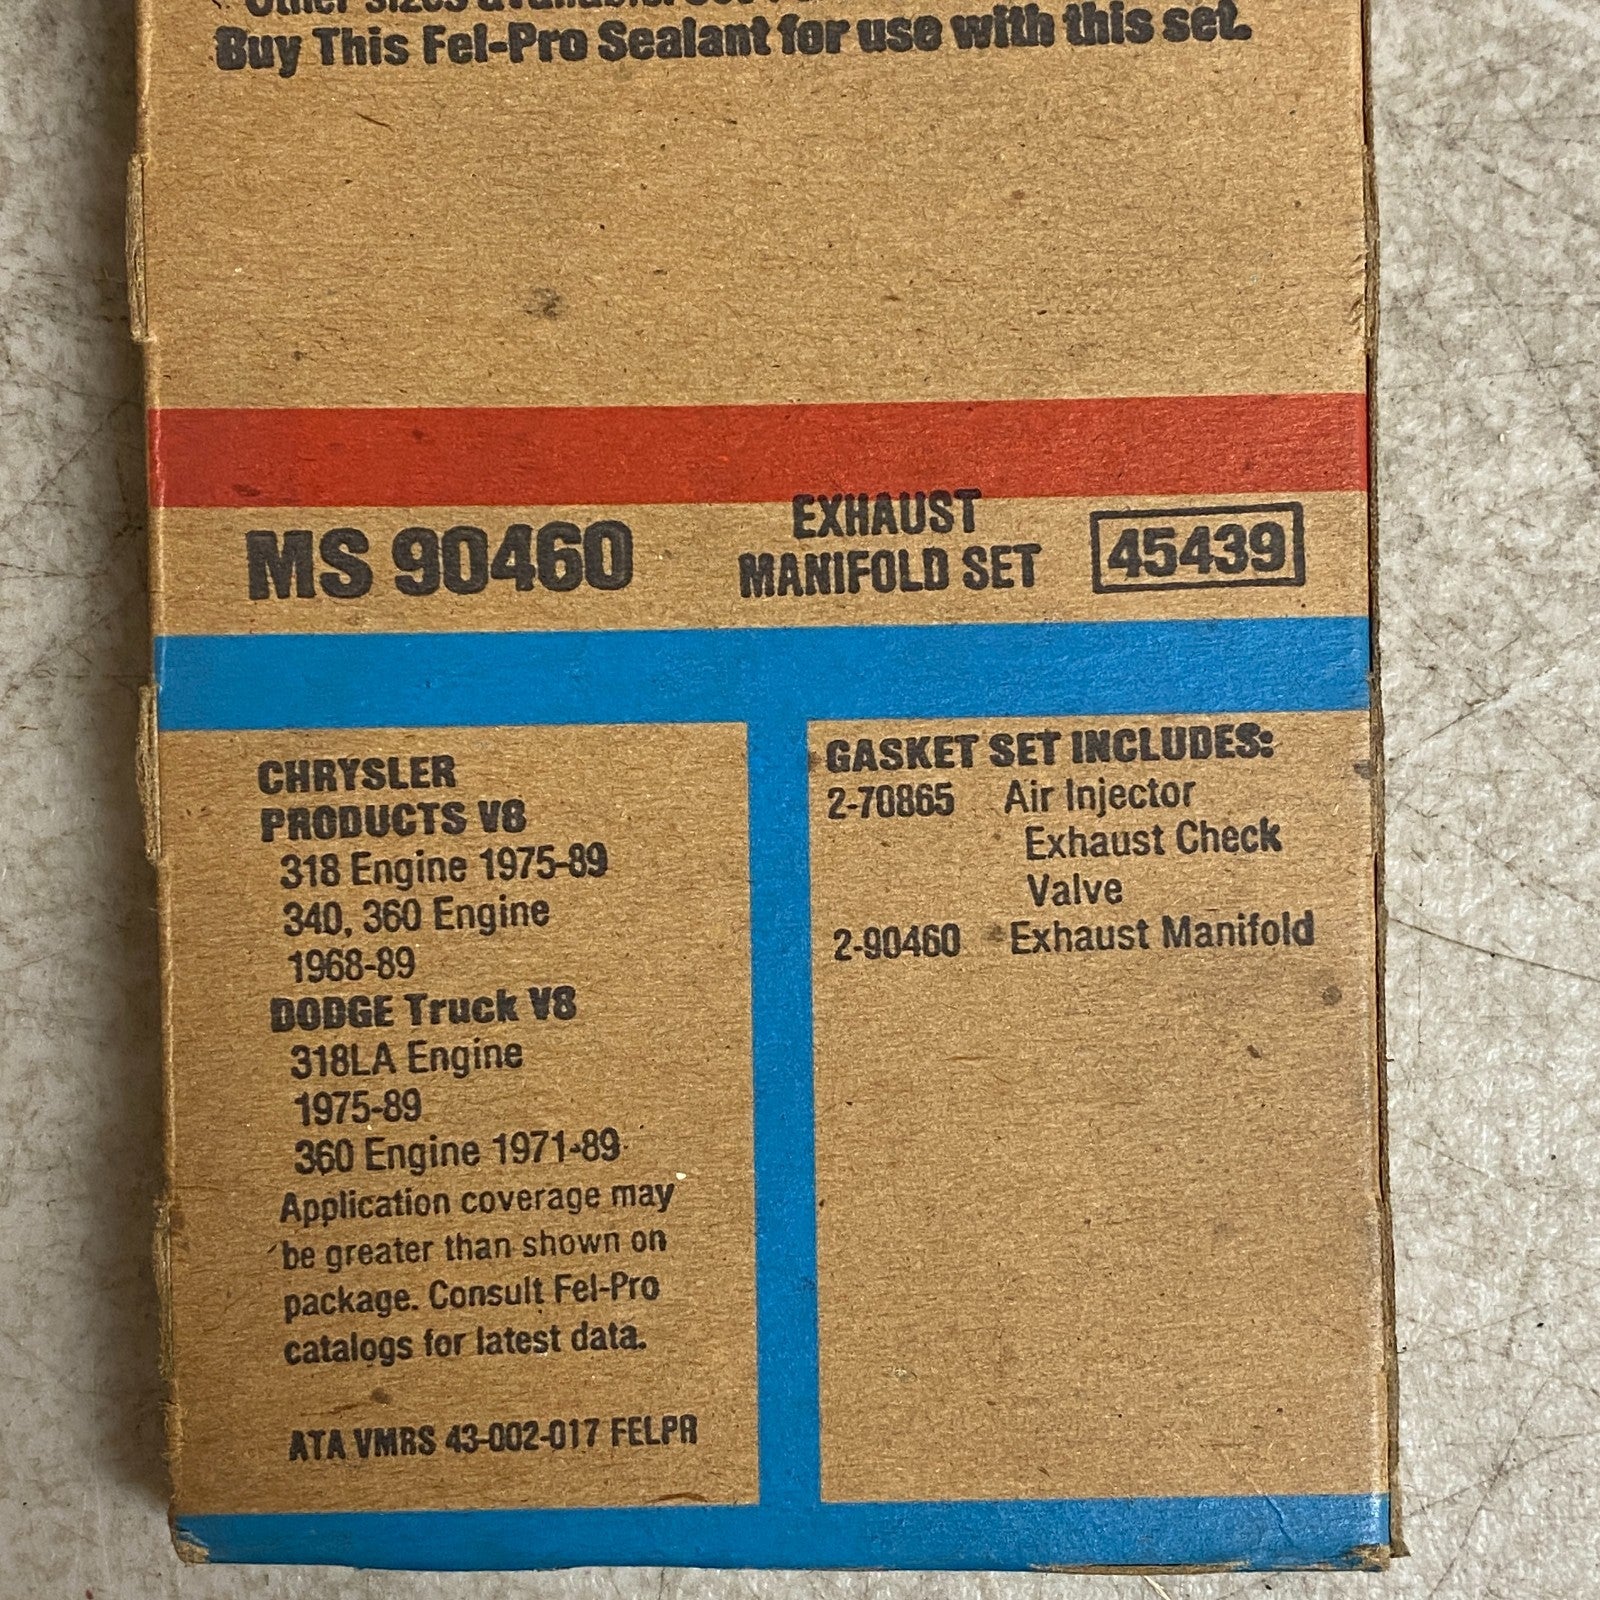 Other sizes available.
Buy This Fel-Pro Sealant for use with this set.
MS 90460
EXHAUST
MANIFOLD SET
45439
CHRYSLER
PRODUCTS V8
318 Engine 1975-89
340, 360 Engine
1968-89
DODGE Truck V8
318LA Engine
1975-89
360 Engine 1971-89
Application coverage may
be greater than shown on
package. Consult Fel-Pro
catalogs for latest data.
ATA VMRS 43-002-017 FELPR
GASKET SET INCLUDES:
2-70865 Air Injector
Exhaust Check
Valve
2-90460 Exhaust Manifold